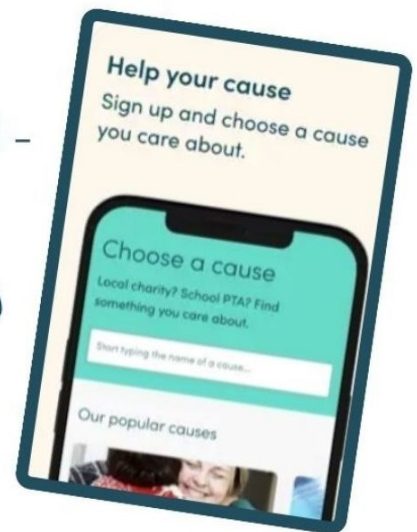 Help your cause
Sign up and choose a cause
you care about.
Choose a cause
Local charity? School PTA? Find
something you care about.
Start typing the name of a cause...
Our popular causes